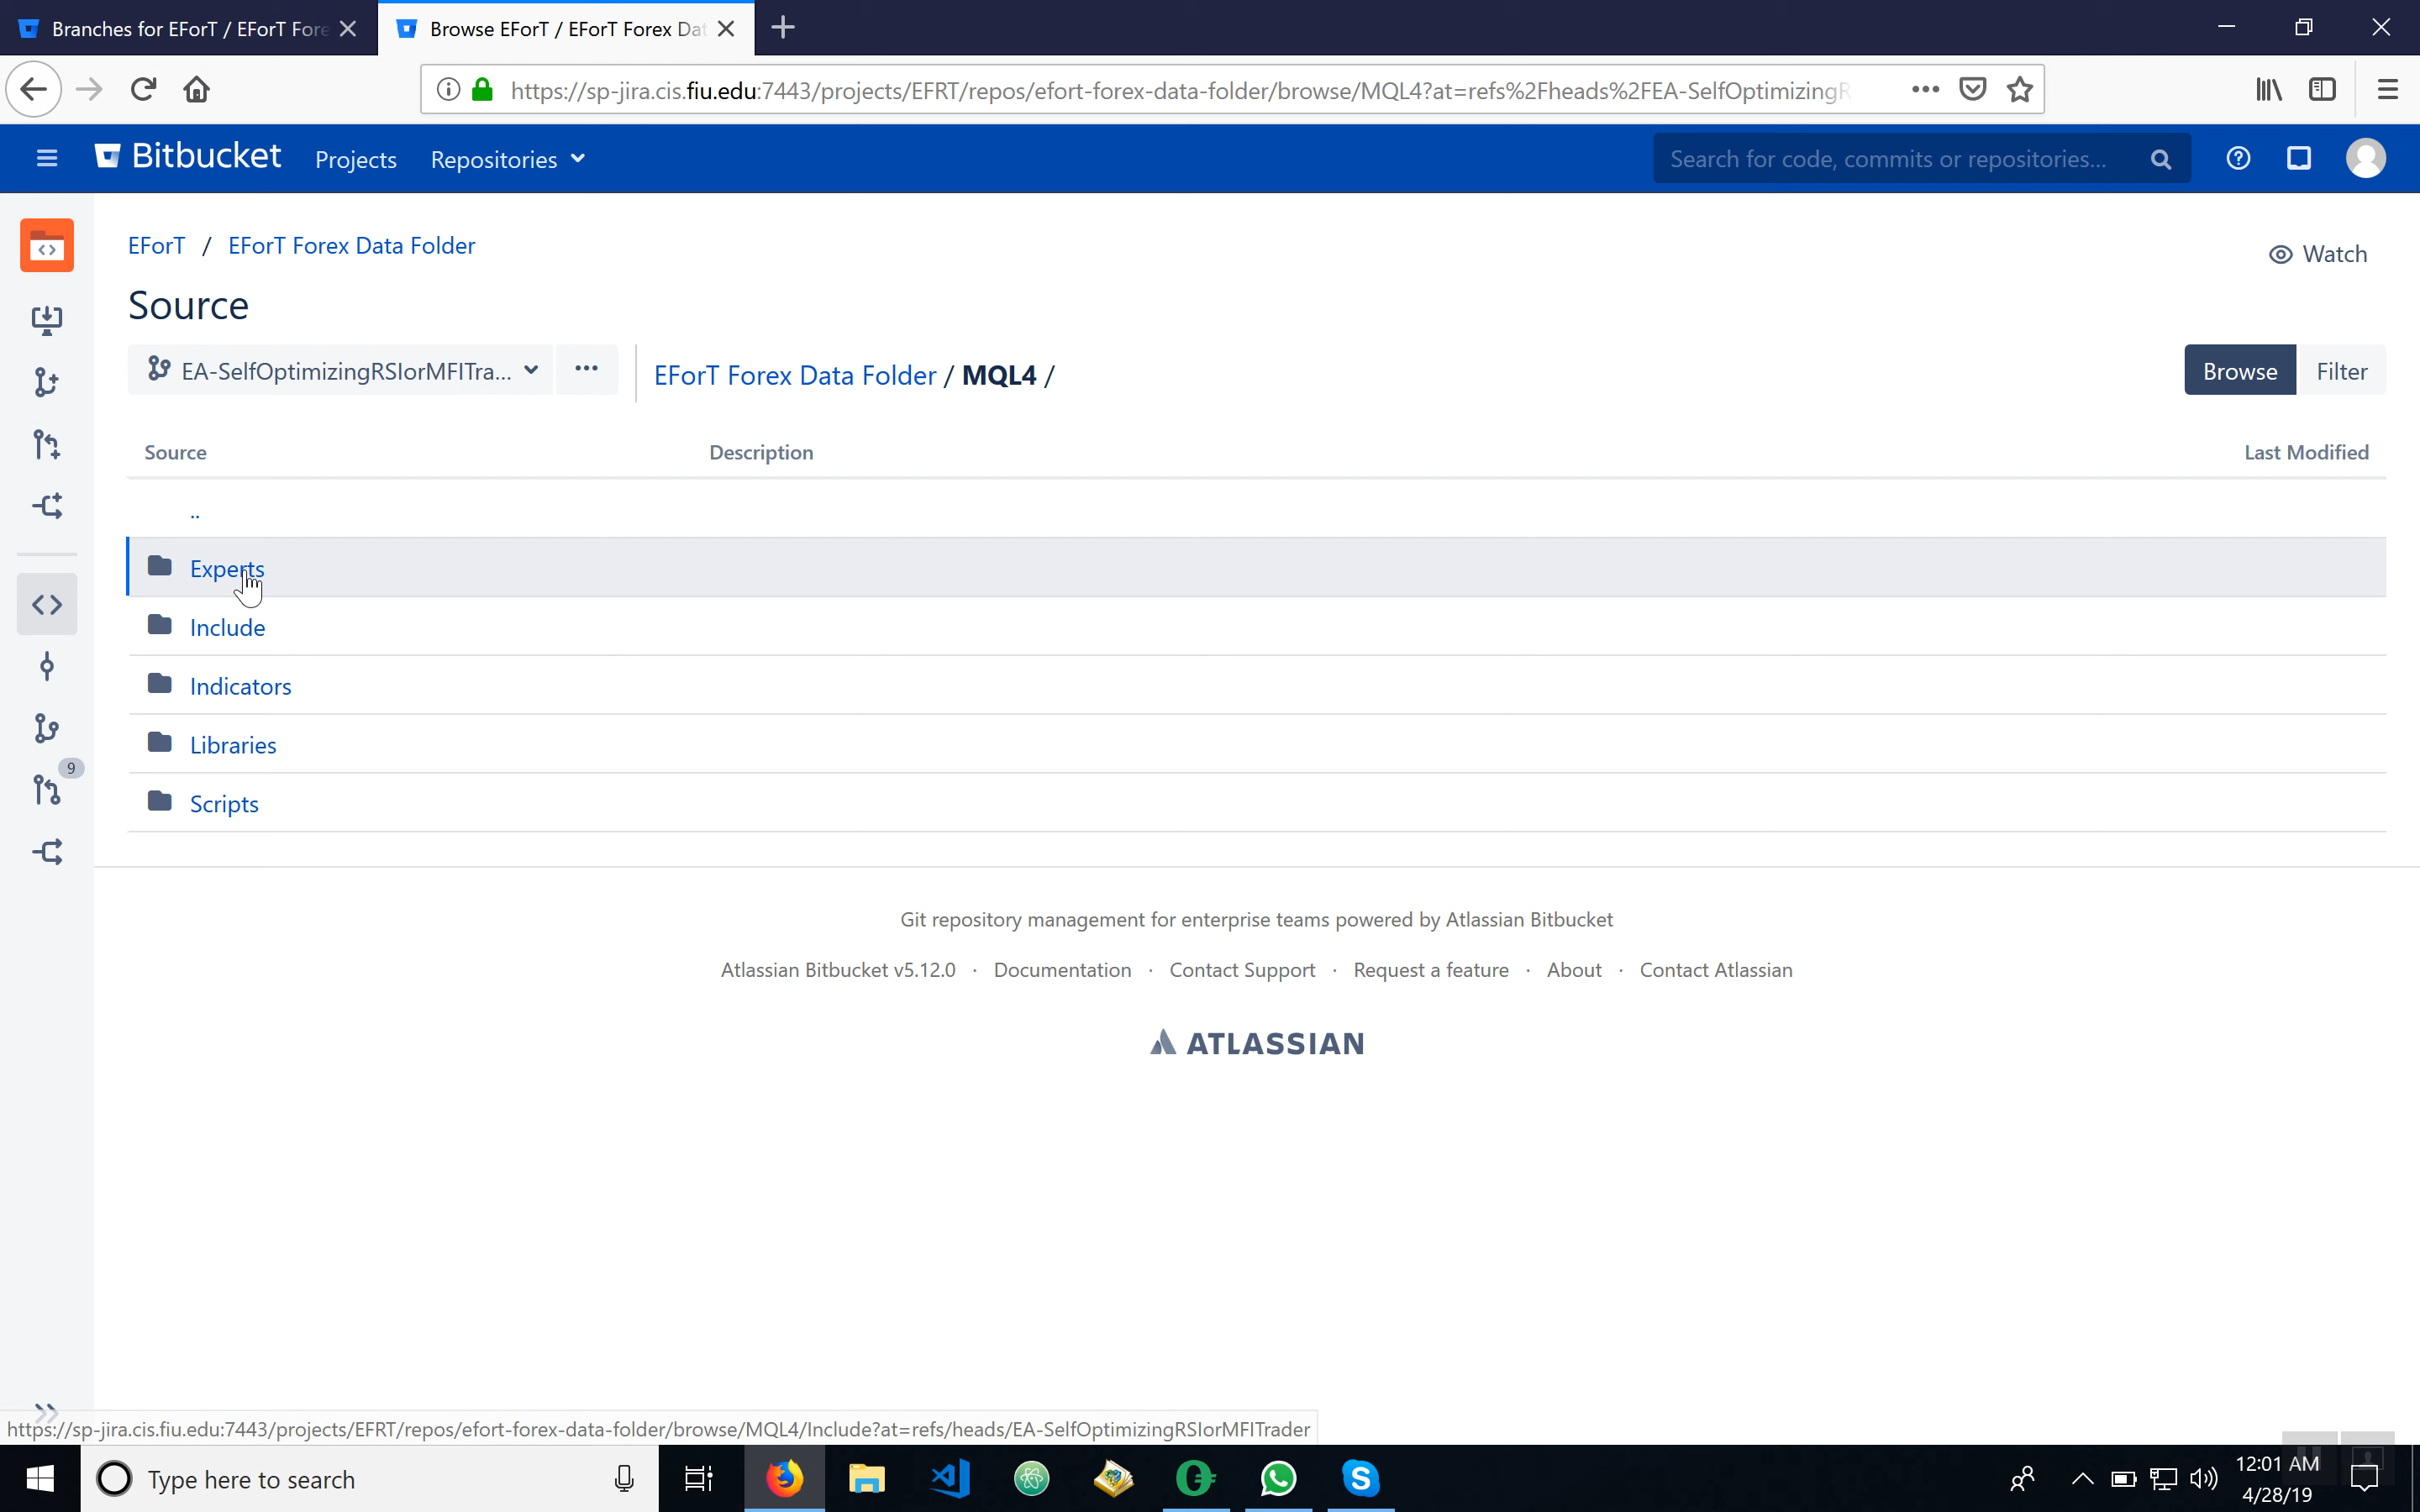 Branches for EForT / EForT Fore
Browse EForT / EForT Forex Dat
https://sp-jira.cis.fiu.edu:7443/projects/EFRT/repos/efort-forex-data-folder/browse/MQL4?at=refs%2Fheads%2FEA-SelfOptimizingR
Bitbucket
Projects
Repositories
Search for code, commits or repositories...
EForT / EForT Forex Data Folder
Watch
Source
EA-SelfOptimizingRSIorMFITra...
EForT Forex Data Folder / MQL4 /
Browse
Filter
Source
Description
Last Modified
..
Experts
Include
Indicators
Libraries
Scripts
9
Git repository management for enterprise teams powered by Atlassian Bitbucket
Atlassian Bitbucket v5.12.0 · Documentation · Contact Support · Request a feature · About · Contact Atlassian
ATLASSIAN
https://sp-jira.cis.fiu.edu:7443/projects/EFRT/repos/efort-forex-data-folder/browse/MQL4/Include?at=refs/heads/EA-SelfOptimizingRSIorMFITrader
Type here to search
12:01 AM
4/28/19